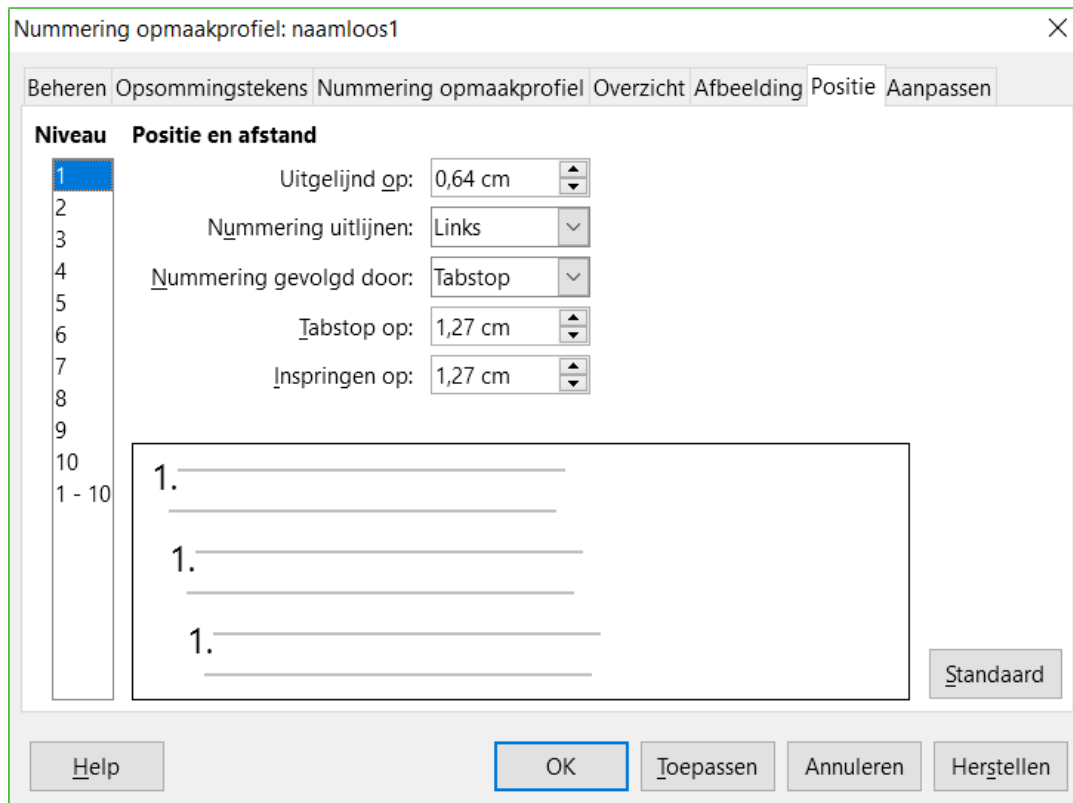 Nummering opmaakprofiel: naamloos1
Beheren Opsommingstekens Nummering opmaakprofiel Overzicht Afbeelding Positie Aanpassen
Niveau Positie en afstand
1
2
3
4
5
6
7
8
9
10
1 - 10
Uitgelijnd op: 0,64 cm
Nummering uitlijnen: Links
Nummering gevolgd door: Tabstop
Tabstop op: 1,27 cm
Inspringen op: 1,27 cm
1.
1.
1.
Standaard
Help OK Toepassen Annuleren Herstellen